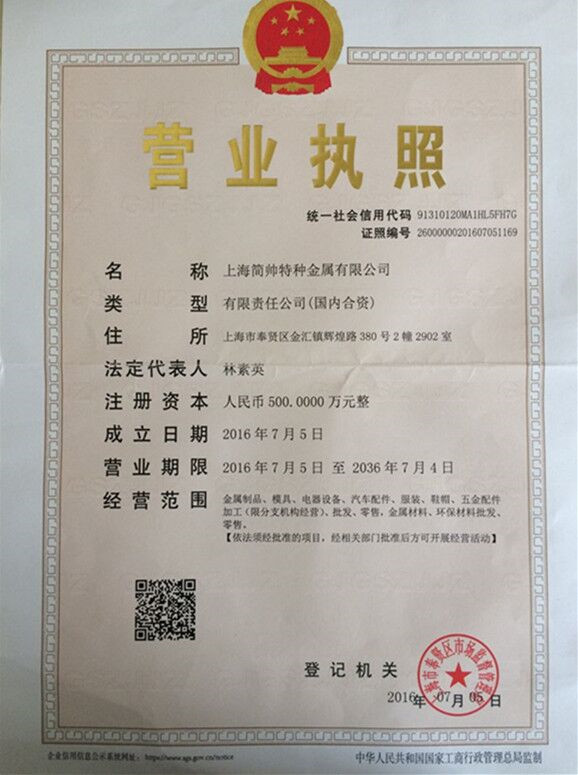 营业执照
统一社会信用代码 91310120MA1HL5FH7G
证照编号 26000000201607051169
名 称 上海简帅特种金属有限公司
类 型 有限责任公司(国内合资)
住 所 上海市奉贤区金汇镇辉煌路380号2幢2902室
法定代表人 林素英
注册资本 人民币500.0000万元整
成立日期 2016年7月5日
营业期限 2016年7月5日 至 2036年7月4日
经营范围 金属制品、模具、电器设备、汽车配件、服装、鞋帽、五金配件
加工(限分支机构经营)、批发、零售,金属材料、环保材料批发、
零售。
【依法须经批准的项目,经相关部门批准后方可开展经营活动】
登记机关
市奉贤区市场监督管理
2016年07月05日
企业信用信息公示系统网址: https://www.sgs.gov.cn/notice
中华人民共和国国家工商行政管理总局监制